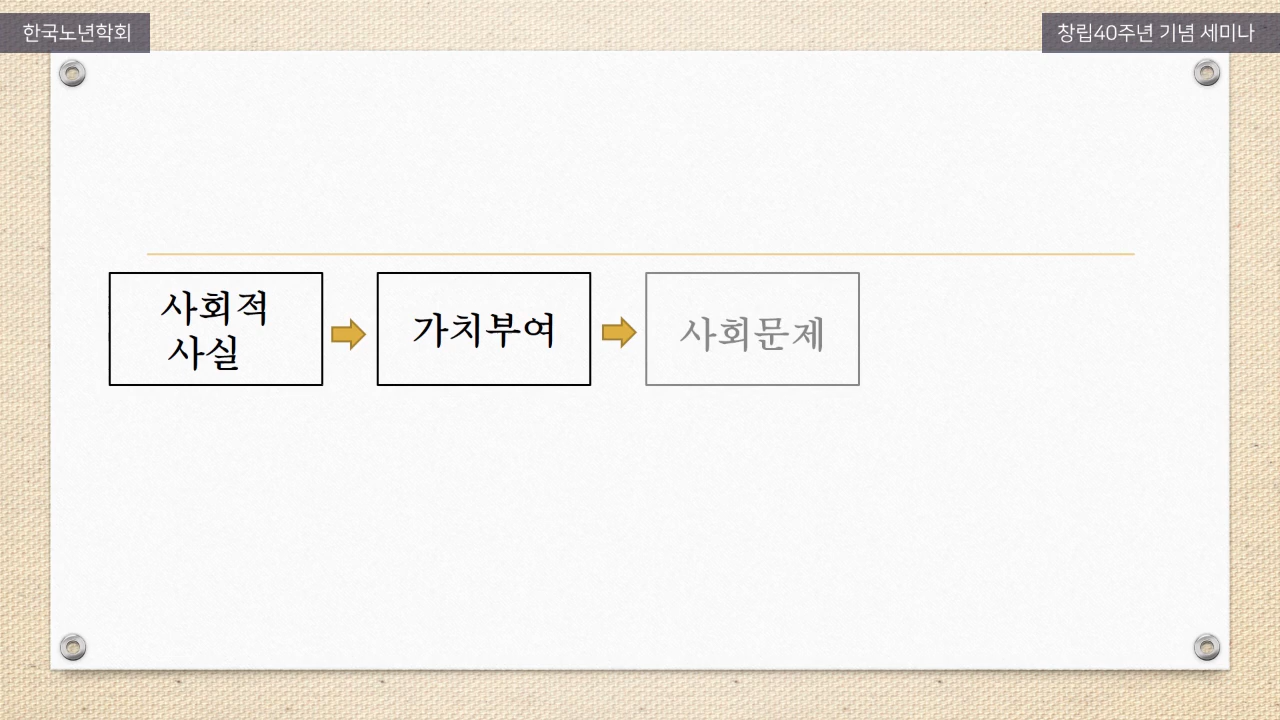 한국노년학회
창립40주년 기념 세미나
사회적
사실
가치부여
사회문제